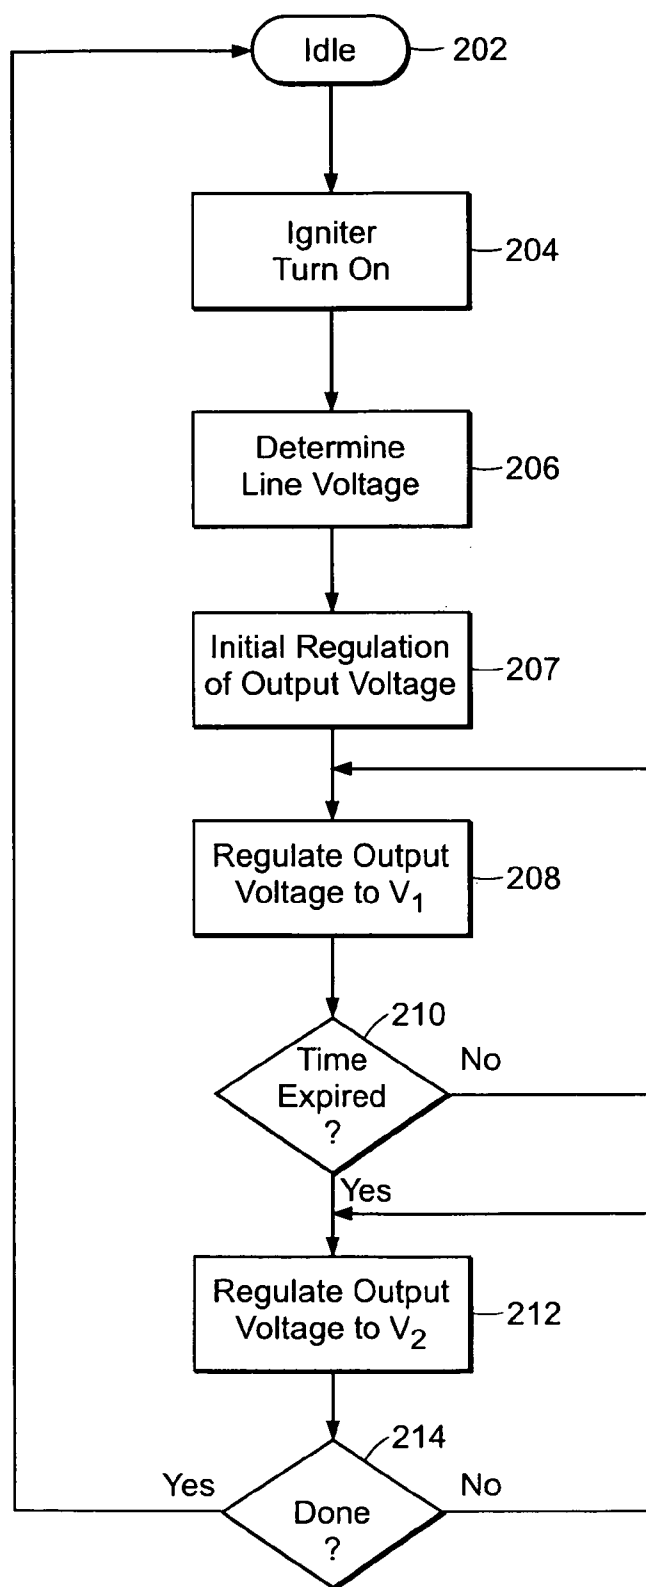 Idle
202
Igniter
Turn On
204
Determine
Line Voltage
206
Initial Regulation
of Output Voltage
207
Regulate Output
Voltage to V1
208
210
Time
Expired
?
No
Yes
Regulate Output
Voltage to V2
212
214
Yes
Done
?
No